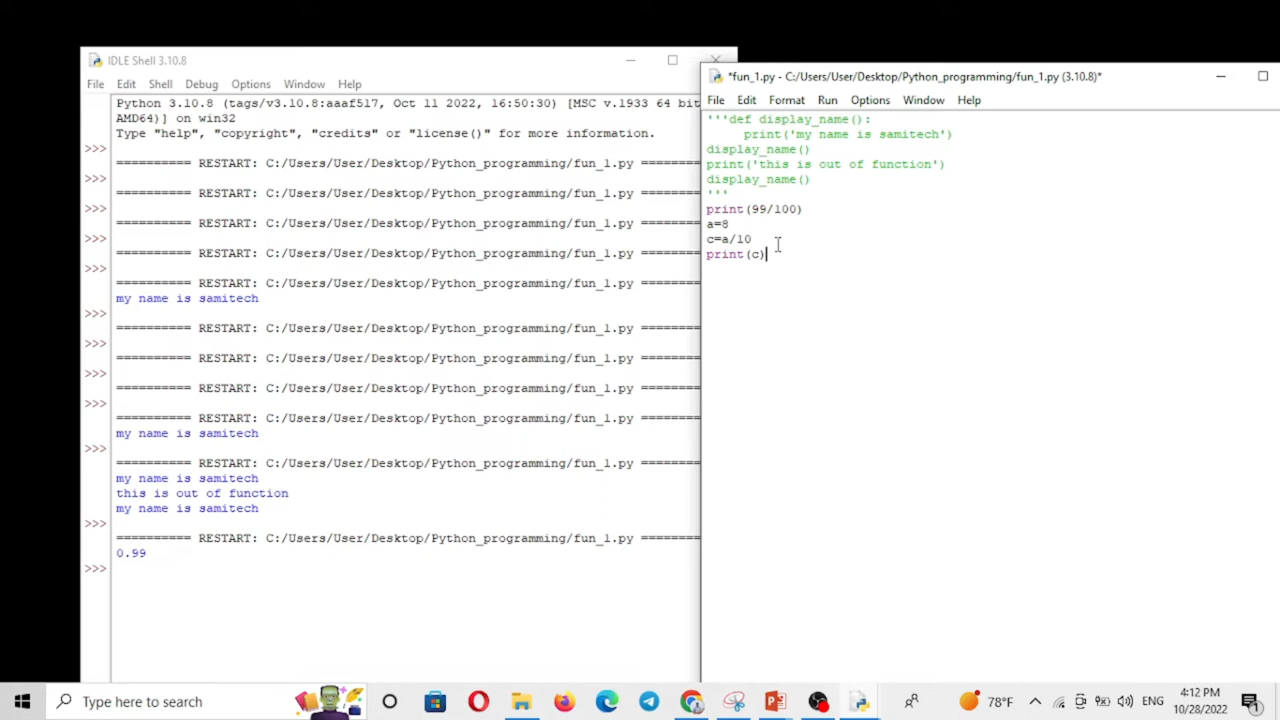 IDLE Shell 3.10.8
File Edit Shell Debug Options Window Help
Python 3.10.8 (tags/v3.10.8:aaaf517, Oct 11 2022, 16:50:30) [MSC v.1933 64 bit
AMD64)] on win32
Type "help", "copyright", "credits" or "license()" for more information.
>>>
========== RESTART: C:/Users/User/Desktop/Python_programming/fun_1.py ========
>>>
========== RESTART: C:/Users/User/Desktop/Python_programming/fun_1.py ========
>>>
========== RESTART: C:/Users/User/Desktop/Python_programming/fun_1.py ========
>>>
========== RESTART: C:/Users/User/Desktop/Python_programming/fun_1.py ========
>>>
========== RESTART: C:/Users/User/Desktop/Python_programming/fun_1.py ========
my name is samitech
>>>
========== RESTART: C:/Users/User/Desktop/Python_programming/fun_1.py ========
>>>
========== RESTART: C:/Users/User/Desktop/Python_programming/fun_1.py ========
>>>
========== RESTART: C:/Users/User/Desktop/Python_programming/fun_1.py ========
>>>
========== RESTART: C:/Users/User/Desktop/Python_programming/fun_1.py ========
my name is samitech
>>>
========== RESTART: C:/Users/User/Desktop/Python_programming/fun_1.py ========
my name is samitech
this is out of function
my name is samitech
>>>
========== RESTART: C:/Users/User/Desktop/Python_programming/fun_1.py ========
0.99
>>>
*fun_1.py - C:/Users/User/Desktop/Python_programming/fun_1.py (3.10.8)*
File Edit Format Run Options Window Help
'''def display_name():
    print('my name is samitech')
display_name()
print('this is out of function')
display_name()
'''
print(99/100)
a=8
c=a/10
print(c)
Type here to search
78°F
ENG
4:12 PM
10/28/2022
1